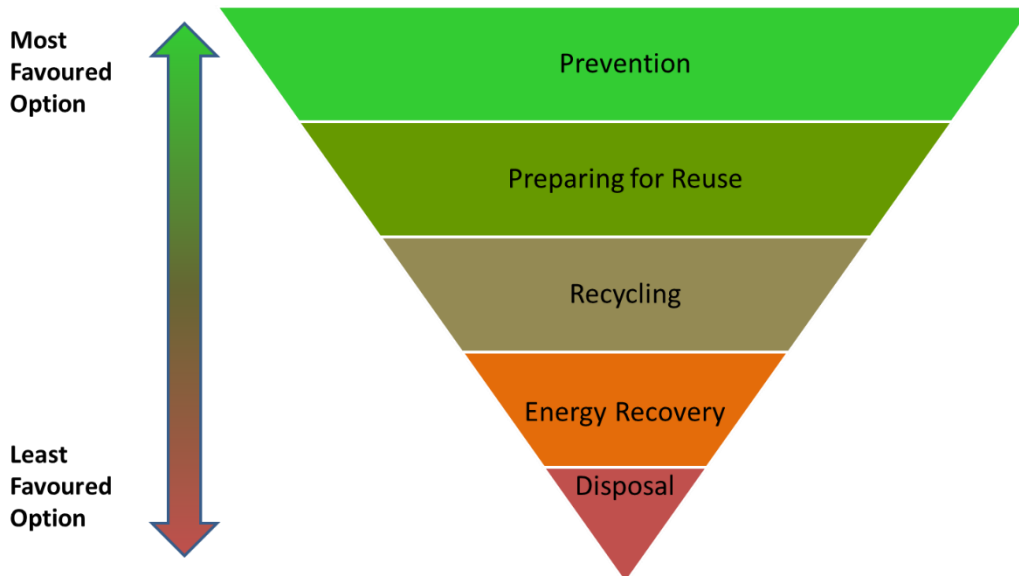 Most
Favoured
Option
Prevention
Preparing for Reuse
Recycling
Energy Recovery
Least
Favoured
Option
Disposal